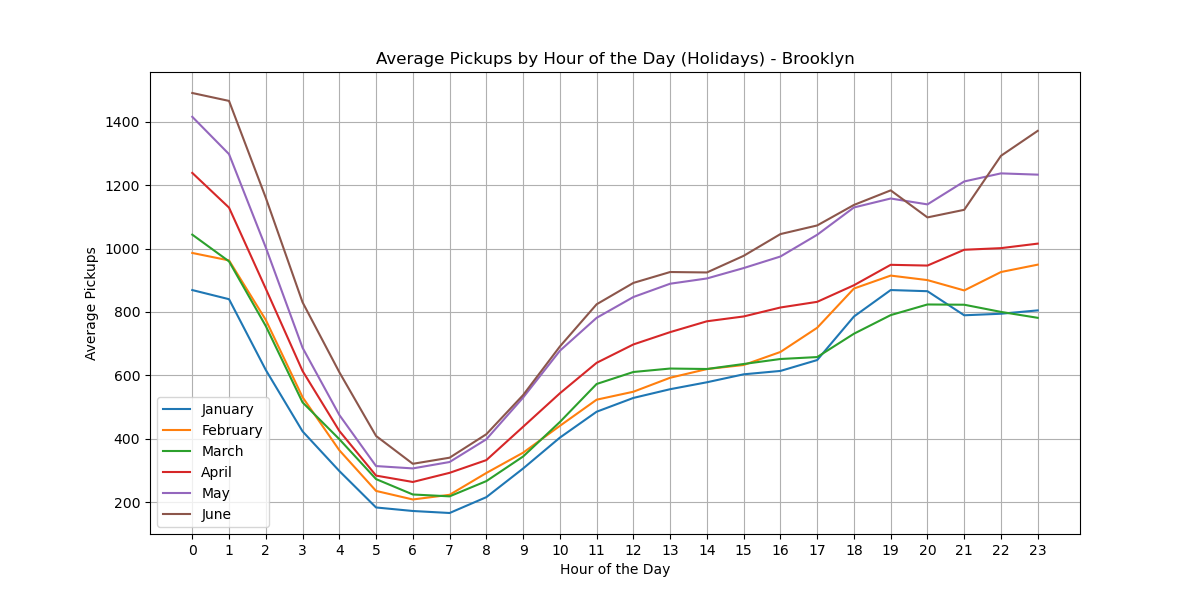 Average Pickups by Hour of the Day (Holidays) - Brooklyn
Average Pickups
1400
1200
1000
800
600
400
200
January
February
March
April
May
June
0 1 2 3 4 5 6 7 8 9 10 11 12 13 14 15 16 17 18 19 20 21 22 23
Hour of the Day